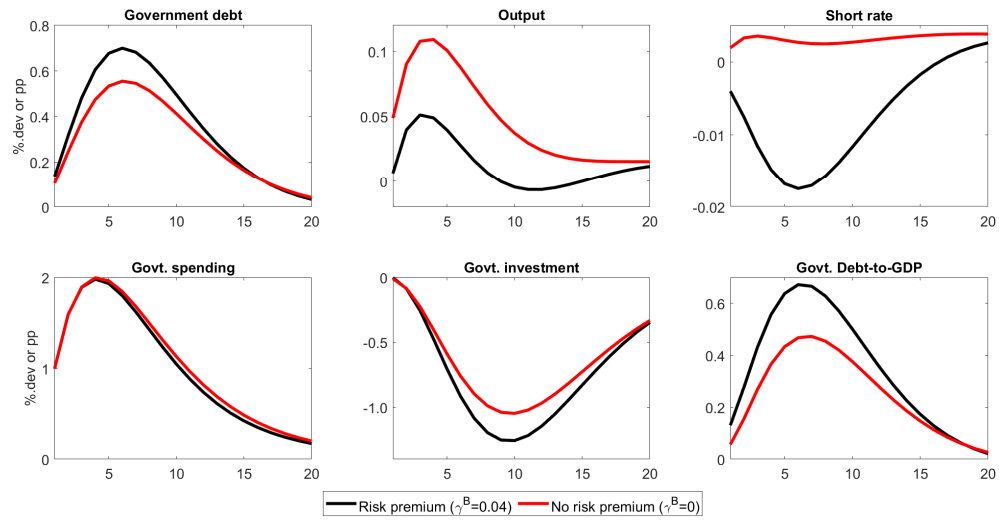 Government debt
Output
Short rate
%.dev or pp
0.8
0.6
0.4
0.2
0
5 10 15 20
0.1
0.05
0
5 10 15 20
0
-0.01
-0.02
5 10 15 20
Govt. spending
Govt. investment
Govt. Debt-to-GDP
%.dev or pp
2
1
0
5 10 15 20
0
-0.5
-1.0
5 10 15 20
0.6
0.4
0.2
0
5 10 15 20
Risk premium (γB=0.04) No risk premium (γB=0)